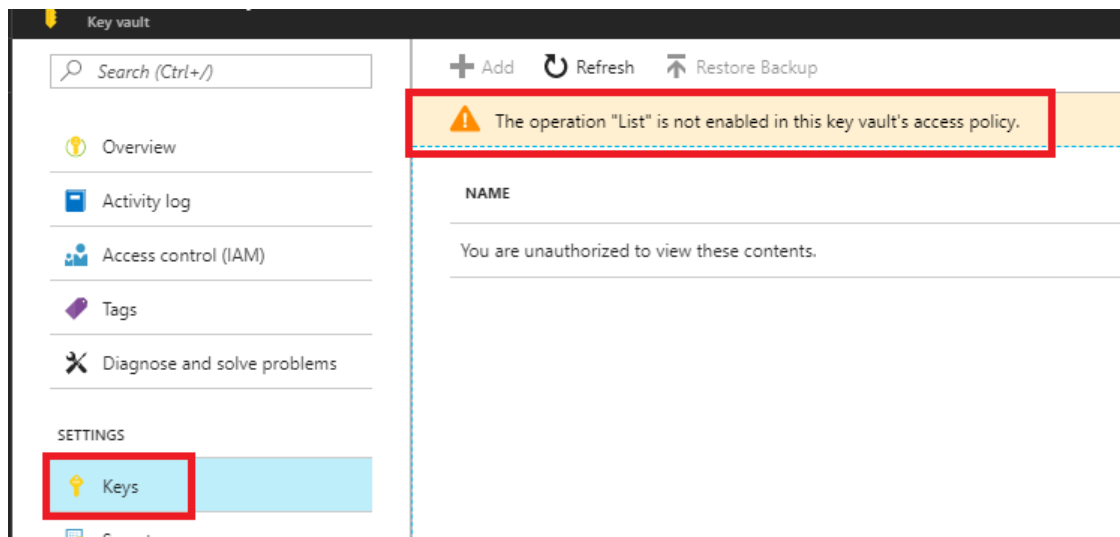 Key vault
Search (Ctrl+/)
Add Refresh Restore Backup
The operation "List" is not enabled in this key vault's access policy.
Overview
Activity log
Access control (IAM)
Tags
Diagnose and solve problems
SETTINGS
Keys
NAME
You are unauthorized to view these contents.